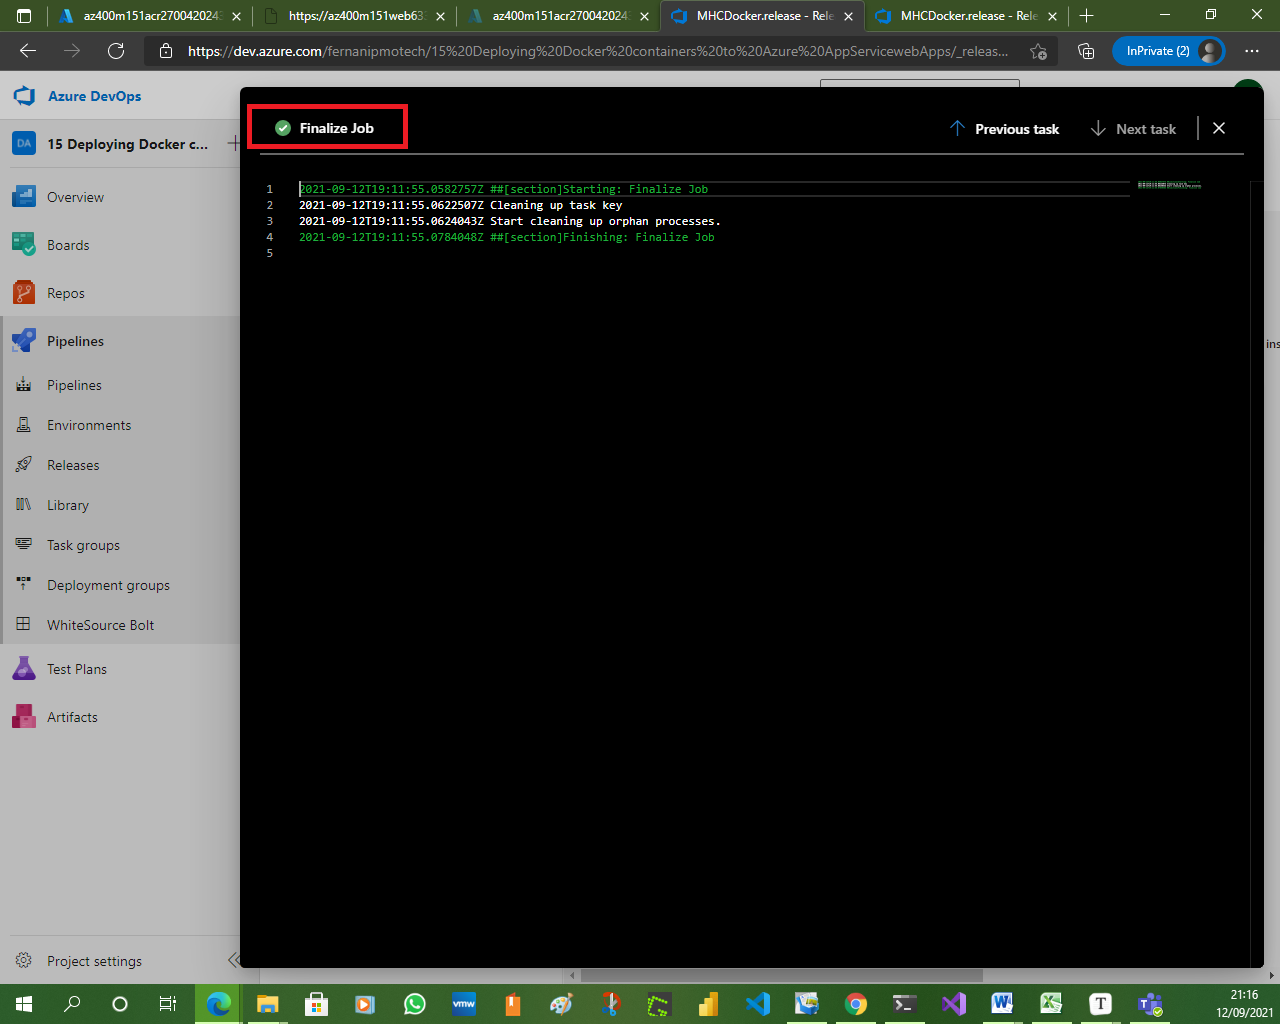 az400m151acr270042024
https://az400m151web633
az400m151acr270042024
MHCDocker.release - Rele
MHCDocker.release - Rele
https://dev.azure.com/fernanipmotech/15%20Deploying%20Docker%20containers%20to%20Azure%20AppServicewebApps/_releas...
InPrivate (2)
Azure DevOps
DA
15 Deploying Docker c...
Overview
Boards
Repos
Pipelines
Pipelines
Environments
Releases
Library
Task groups
Deployment groups
WhiteSource Bolt
Test Plans
Artifacts
Project settings
Finalize Job
Previous task
Next task
1 2021-09-12T19:11:55.0582757Z ##[section]Starting: Finalize Job
2 2021-09-12T19:11:55.0622507Z Cleaning up task key
3 2021-09-12T19:11:55.0624043Z Start cleaning up orphan processes.
4 2021-09-12T19:11:55.0784048Z ##[section]Finishing: Finalize Job
5
ins
vmw
T
21:16
12/09/2021